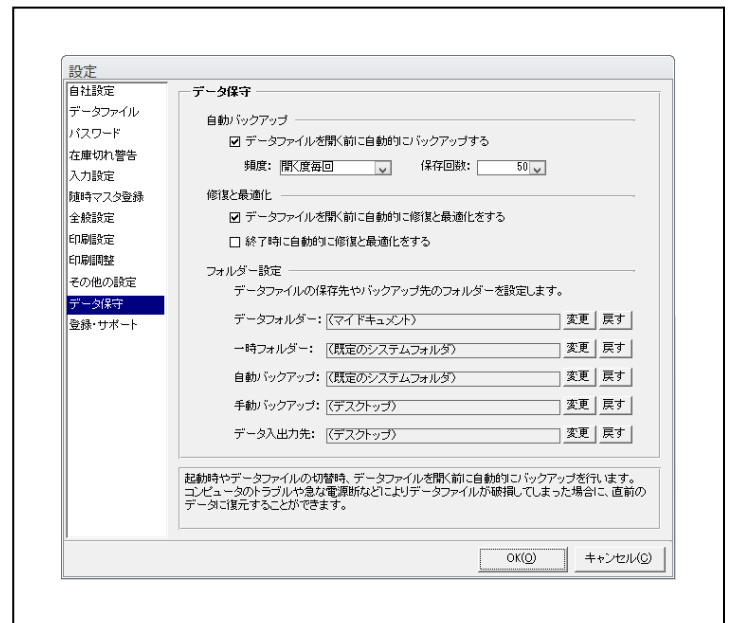 設定
自社設定
データファイル
パスワード
在庫切れ警告
入力設定
随時マスタ登録
全般設定
印刷設定
印刷調整
その他の設定
データ保守
登録・サポート
データ保守
自動バックアップ
データファイルを開く前に自動的にバックアップする
頻度: 開く度毎回 保存回数: 50
修復と最適化
データファイルを開く前に自動的に修復と最適化をする
終了時に自動的に修復と最適化をする
フォルダー設定
データファイルの保存先やバックアップ先のフォルダーを設定します。
データフォルダー: (マイドキュメント) 変更 戻す
一時フォルダー: (既定のシステムフォルダ) 変更 戻す
自動バックアップ: (既定のシステムフォルダ) 変更 戻す
手動バックアップ: (デスクトップ) 変更 戻す
データ入出力先: (デスクトップ) 変更 戻す
起動時やデータファイルの切替時、データファイルを開く前に自動的にバックアップを行います。
コンピュータのトラブルや急な電源断などによりデータファイルが破損してしまった場合に、直前の
データに復元することができます。
OK(O) キャンセル(C)